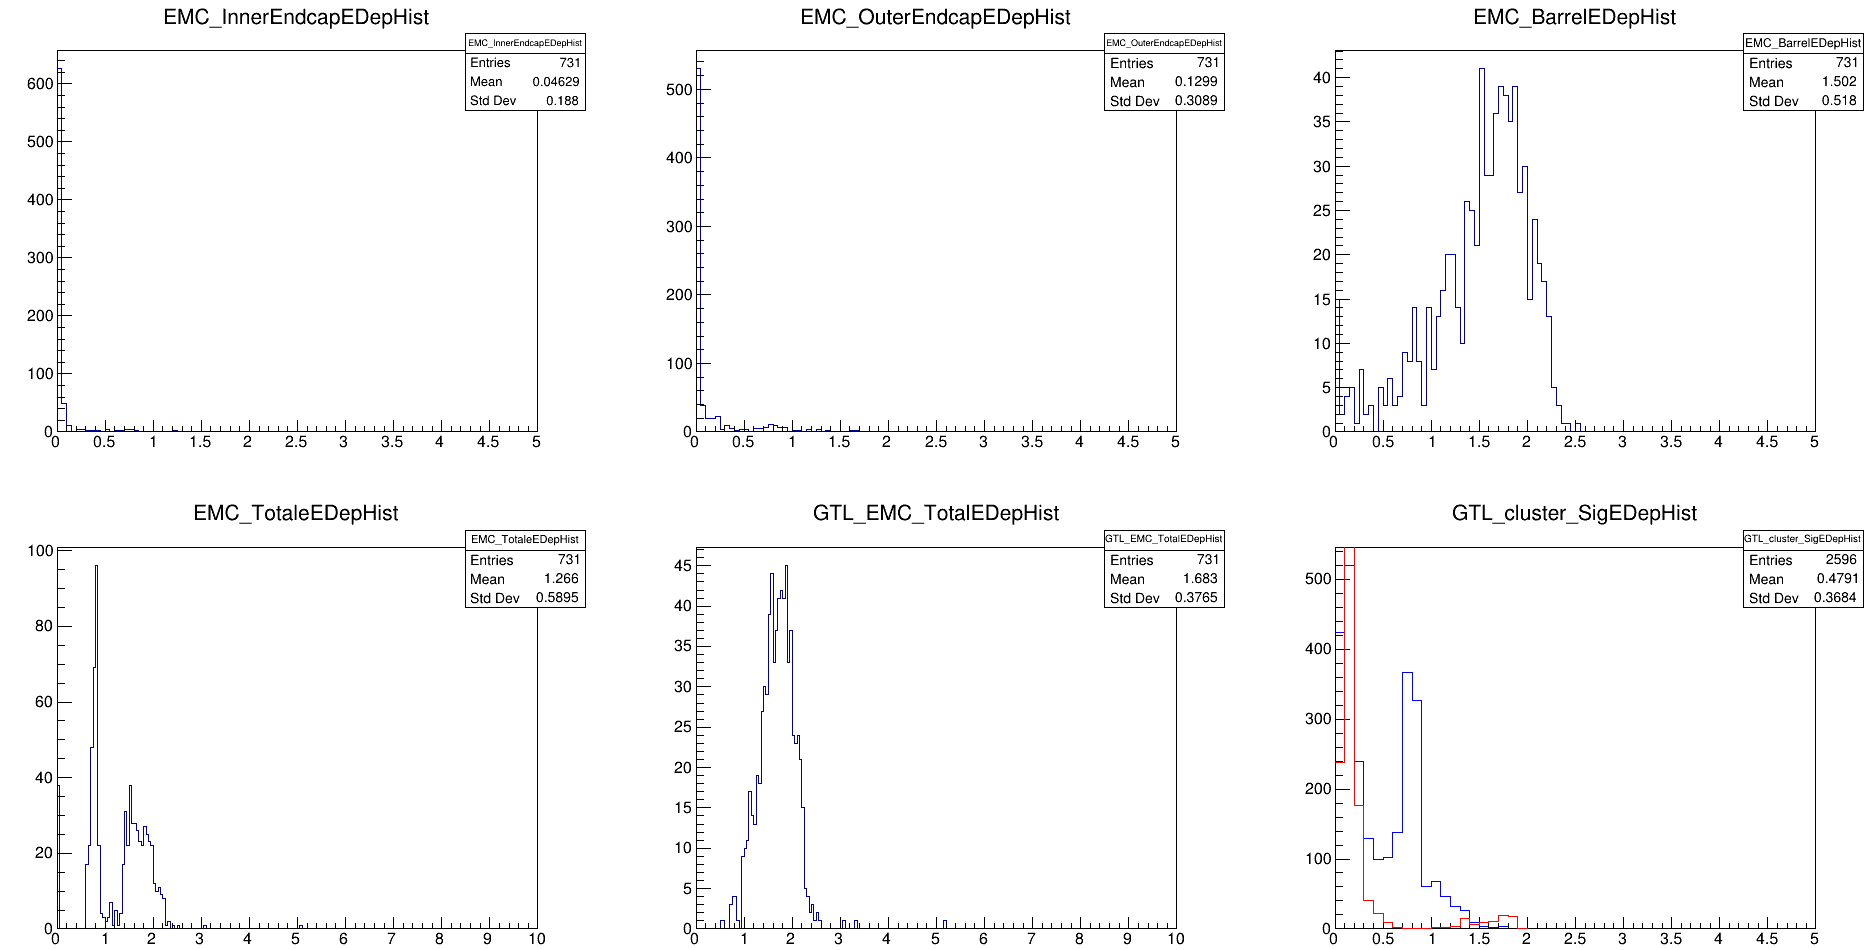 EMC_InnerEndcapEDepHist
EMC_InnerEndcapEDepHist
Entries 731
Mean 0.04629
Std Dev 0.188
600
500
400
300
200
100
0
0 0.5 1 1.5 2 2.5 3 3.5 4 4.5 5
EMC_OuterEndcapEDepHist
EMC_OuterEndcapEDepHist
Entries 731
Mean 0.1299
Std Dev 0.3089
500
400
300
200
100
0
0 0.5 1 1.5 2 2.5 3 3.5 4 4.5 5
EMC_BarrelEDepHist
EMC_BarrelEDepHist
Entries 731
Mean 1.502
Std Dev 0.518
40
35
30
25
20
15
10
5
0
0 0.5 1 1.5 2 2.5 3 3.5 4 4.5 5
EMC_TotaleEDepHist
EMC_TotaleEDepHist
Entries 731
Mean 1.266
Std Dev 0.5895
100
80
60
40
20
0
0 1 2 3 4 5 6 7 8 9 10
GTL_EMC_TotalEDepHist
GTL_EMC_TotalEDepHist
Entries 731
Mean 1.683
Std Dev 0.3765
45
40
35
30
25
20
15
10
5
0
0 1 2 3 4 5 6 7 8 9 10
GTL_cluster_SigEDepHist
GTL_cluster_SigEDepHist
Entries 2596
Mean 0.4791
Std Dev 0.3684
500
400
300
200
100
0
0 0.5 1 1.5 2 2.5 3 3.5 4 4.5 5